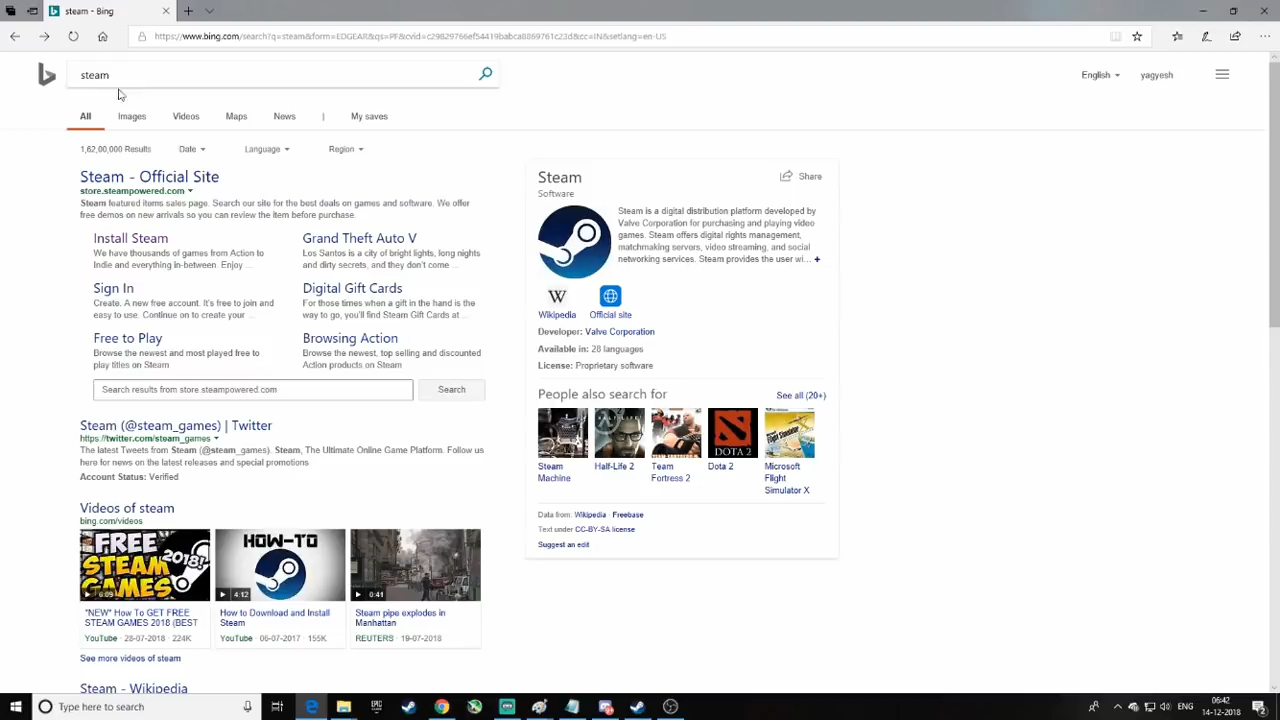 steam - Bing
https://www.bing.com/search?q=steam&form=EDGEAR&qs=PF&cvid=c29829766ef54419babca8869761c23d&cc=IN&setlang=en-US
steam
English
yagyesh
All
Images
Videos
Maps
News
|
My saves
1,62,00,000 Results
Date
Language
Region
Steam - Official Site
store.steampowered.com
Steam featured items sales page. Search our site for the best deals on games and software. We offer
free demos on new arrivals so you can review the item before purchase.
Install Steam
We have thousands of games from Action to
Indie and everything in-between. Enjoy ...
Grand Theft Auto V
Los Santos is a city of bright lights, long nights
and dirty secrets, and they don't come ...
Sign In
Create. A new free account. It's free to join and
easy to use. Continue on to create your ...
Digital Gift Cards
For those times when a gift in the hand is the
way to go, you'll find Steam Gift Cards at ...
Free to Play
Browse the newest and most played free to
play titles on Steam
Browsing Action
Browse the newest, top selling and discounted
Action products on Steam
Search results from store.steampowered.com
Search
Steam (@steam_games) | Twitter
https://twitter.com/steam_games
The latest Tweets from Steam (@steam_games). Steam, The Ultimate Online Game Platform. Follow us
here for news on the latest releases and special promotions
Account Status: Verified
Videos of steam
bing.com/videos
FREE
STEAM
GAMES
2018!
6:09
HOW-TO
4:12
0:41
"NEW" How To GET FREE
STEAM GAMES 2018 (BEST
YouTube · 28-07-2018 · 224K
How to Download and Install
Steam
YouTube · 06-07-2017 · 155K
Steam pipe explodes in
Manhattan
REUTERS · 19-07-2018
See more videos of steam
Steam - Wikipedia
Steam
Software
Share
Steam is a digital distribution platform developed by
Valve Corporation for purchasing and playing video
games. Steam offers digital rights management,
matchmaking servers, video streaming, and social
networking services. Steam provides the user wi... +
W
Wikipedia
Official site
Developer: Valve Corporation
Available in: 28 languages
License: Proprietary software
People also search for
See all (20+)
DOTA 2
Steam
Machine
Half-Life 2
Team
Fortress 2
Dota 2
Microsoft
Flight
Simulator X
Data from: Wikipedia · Freebase
Text under CC-BY-SA license
Suggest an edit
Type here to search
ENG
06:42
14-12-2018
2